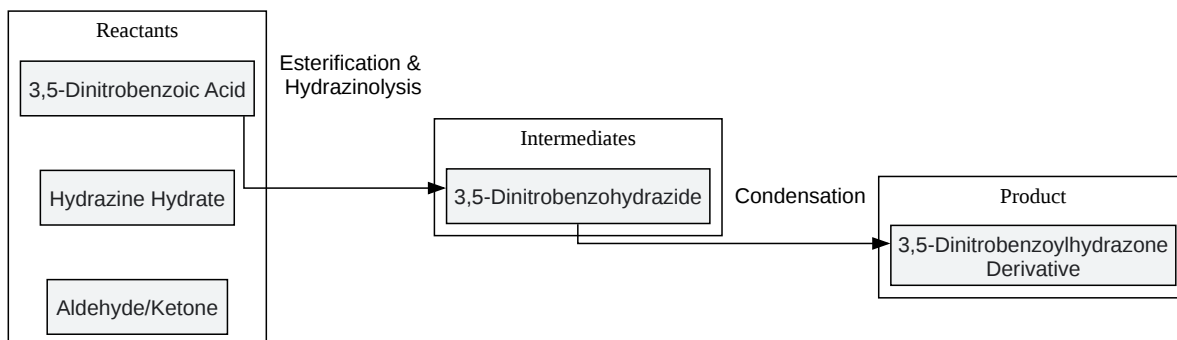 Reactants
3,5-Dinitrobenzoic Acid
Hydrazine Hydrate
Aldehyde/Ketone
Esterification &
Hydrazinolysis
Intermediates
3,5-Dinitrobenzohydrazide
Condensation
Product
3,5-Dinitrobenzoylhydrazone
Derivative